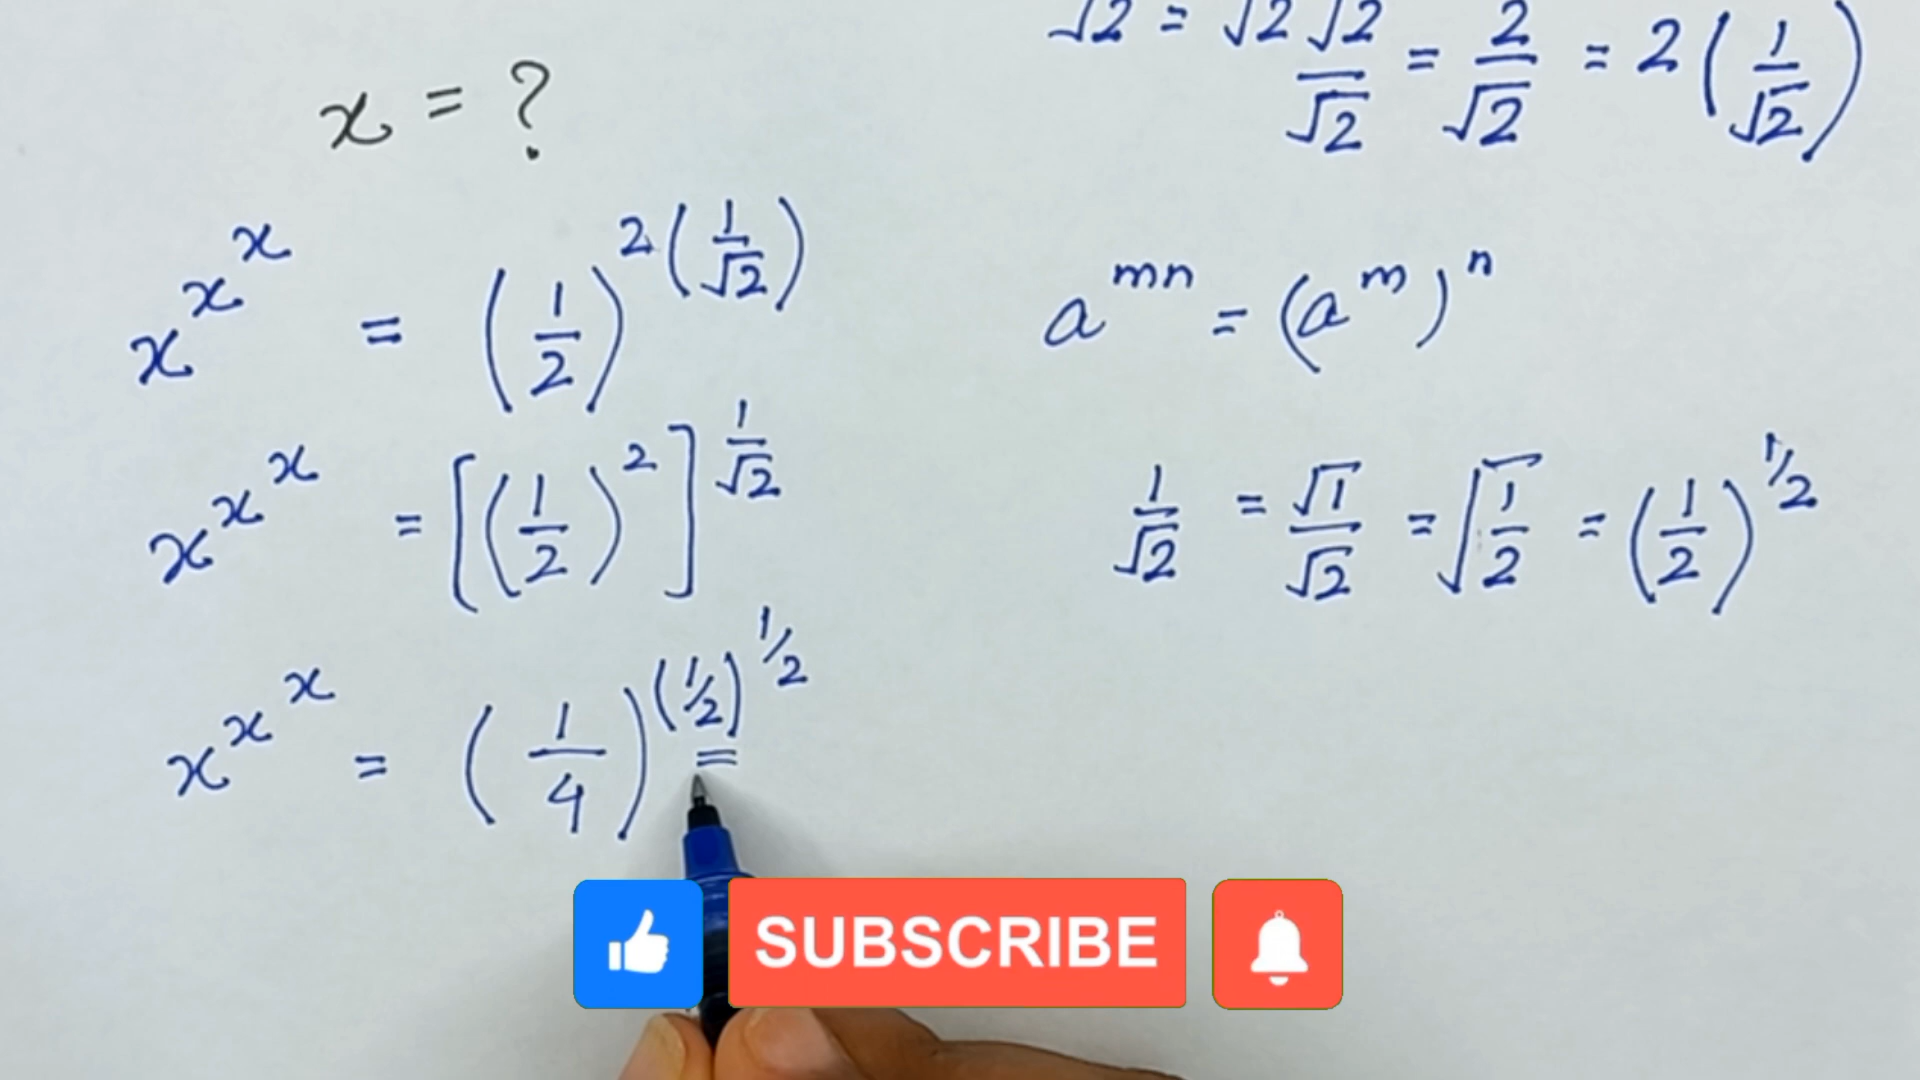 x = ?
√2 = √2 √2 / √2 = 2/√2 = 2(1/√2)
x^x^x = (1/2)^2(1/√2)
a^mn = (a^m)^n
x^x^x = [(1/2)^2]^1/√2
1/√2 = √1/√2 = √1/2 = (1/2)^1/2
x^x^x = (1/4)^(1/2)^1/2
SUBSCRIBE